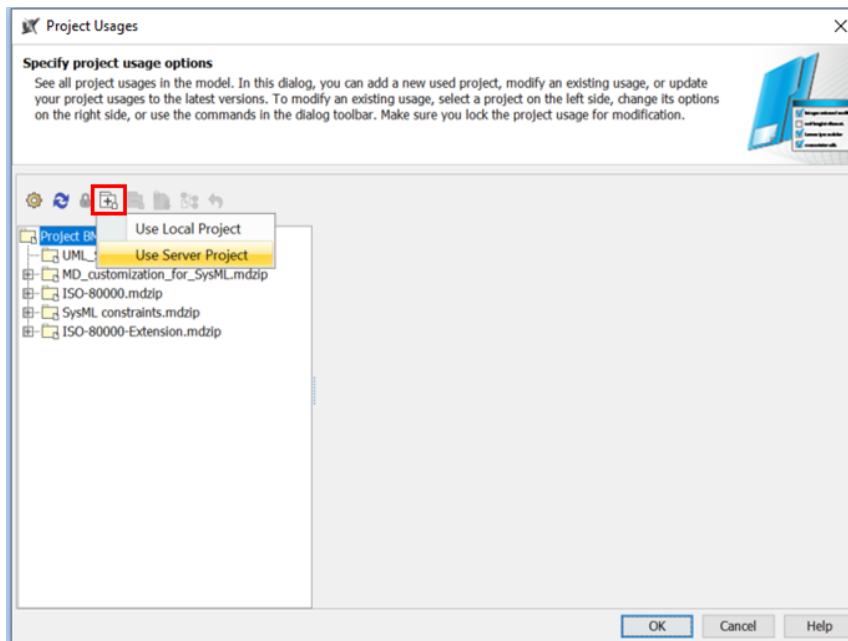 Project Usages
Specify project usage options
See all project usages in the model. In this dialog, you can add a new used project, modify an existing usage, or update
your project usages to the latest versions. To modify an existing usage, select a project on the left side, change its options
on the right side, or use the commands in the dialog toolbar. Make sure you lock the project usage for modification.
Use Local Project
Project BM
UML_S
Use Server Project
MD_customization_for_SysML.mdzip
ISO-80000.mdzip
SysML constraints.mdzip
ISO-80000-Extension.mdzip
OK
Cancel
Help